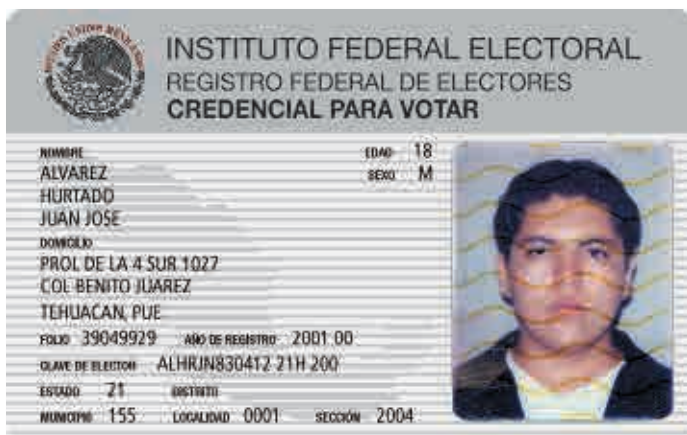 INSTITUTO FEDERAL ELECTORAL
REGISTRO FEDERAL DE ELECTORES
CREDENCIAL PARA VOTAR
NOMBRE EDAD 18
ALVAREZ SEXO M
HURTADO
JUAN JOSE
DOMICILIO
PROL DE LA 4 SUR 1027
COL BENITO JUAREZ
TEHUACAN, PUE
FOLIO 39049929 AÑO DE REGISTRO 2001 00
CLAVE DE ELECTOR ALHRJN830412 21H 200
ESTADO 21 DISTRITO
MUNICIPIO 155 LOCALIDAD 0001 SECCIÓN 2004